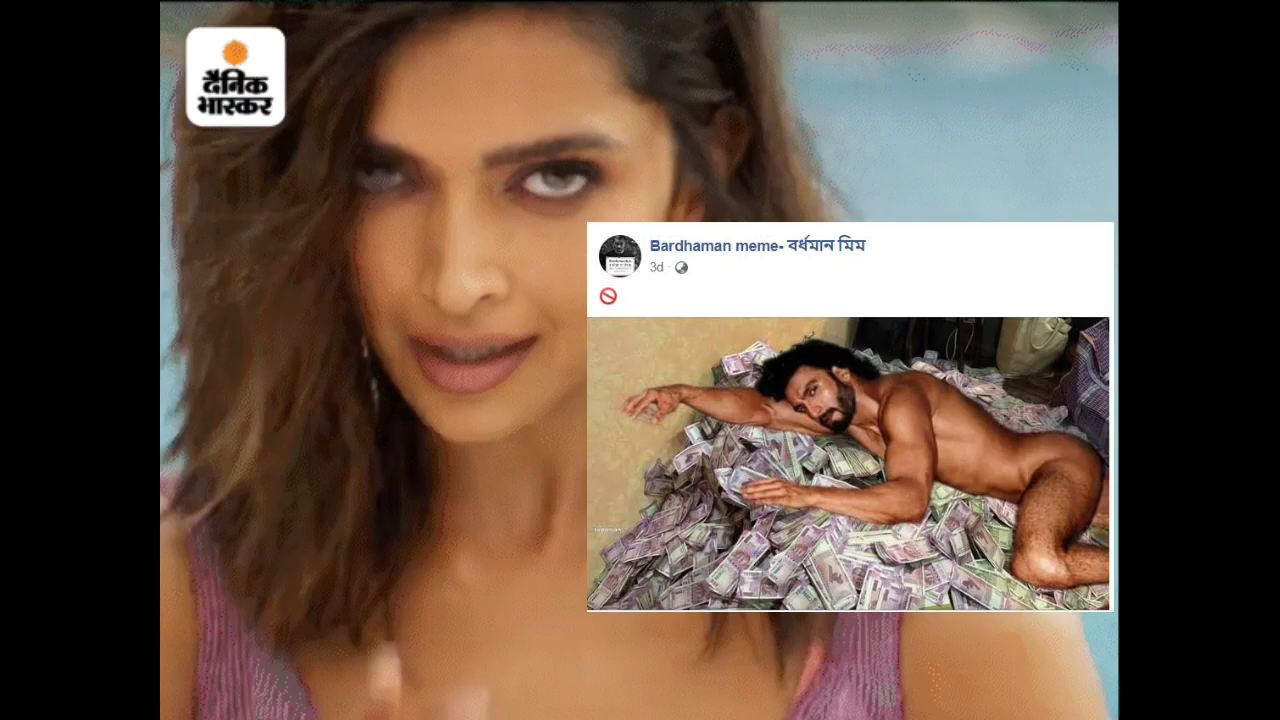 दैनिक
भास्कर
Bardhaman meme- বর্ধমান মিম
3d ·